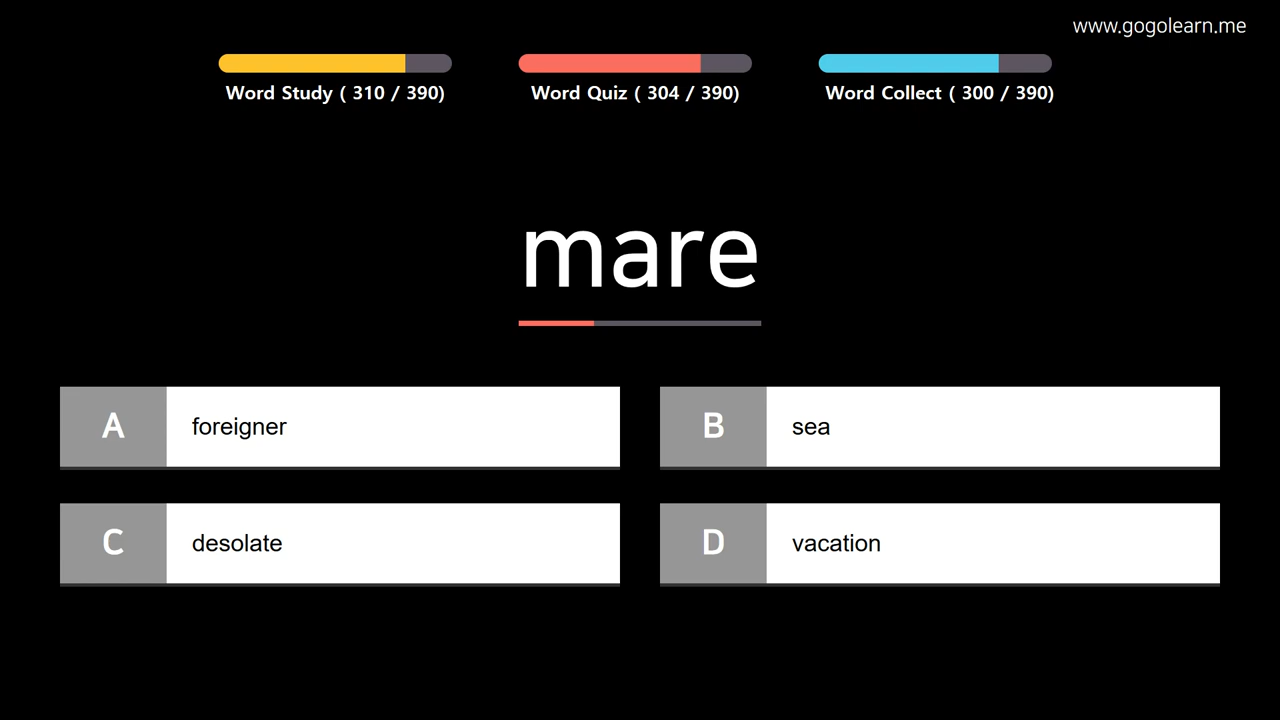 www.gogolearn.me
Word Study ( 310 / 390)
Word Quiz ( 304 / 390)
Word Collect ( 300 / 390)
mare
A foreigner
B sea
C desolate
D vacation